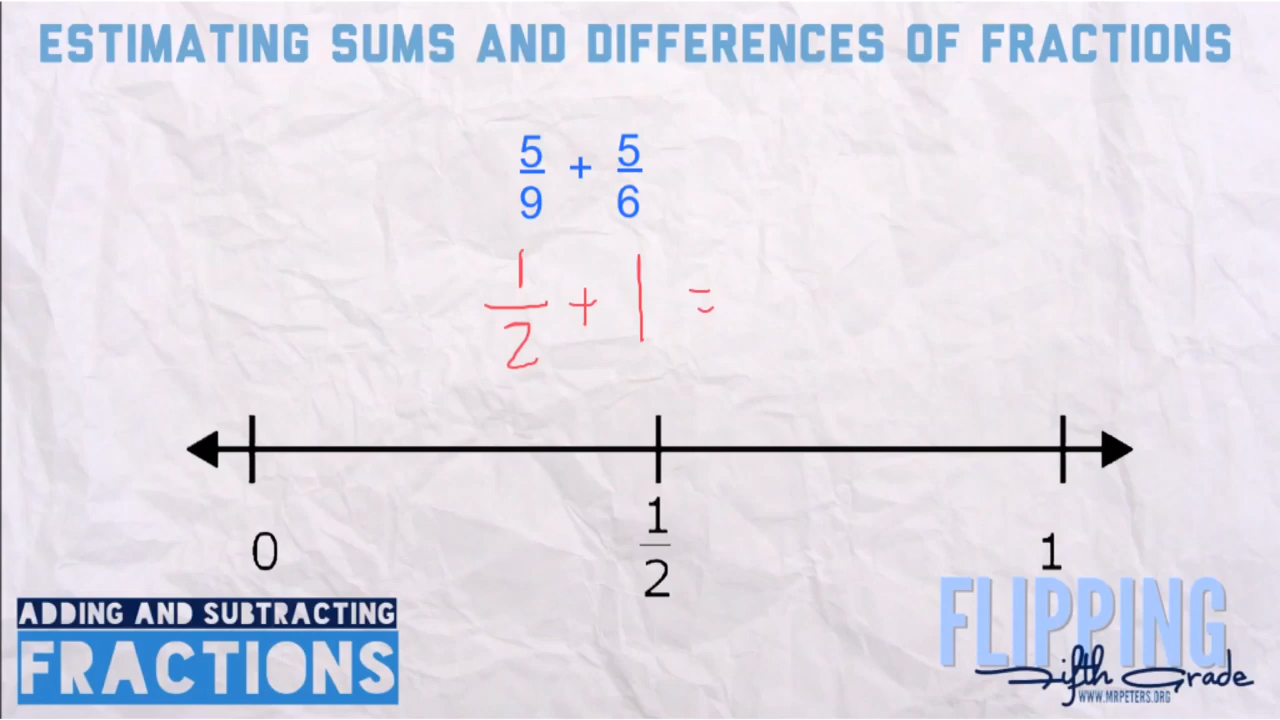 ESTIMATING SUMS AND DIFFERENCES OF FRACTIONS
5/9 + 5/6
1/2 + 1 =
0 1/2 1
ADDING AND SUBTRACTING
FRACTIONS
FLIPPING
Fifth Grade
WWW.MRPETERS.ORG